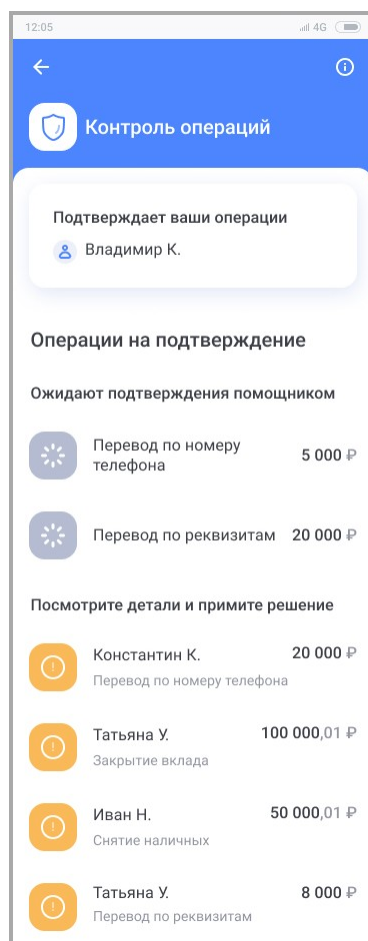 12:05
4G
Контроль операций
Подтверждает ваши операции
Владимир К.
Операции на подтверждение
Ожидают подтверждения помощником
Перевод по номеру
телефона
5 000 ₽
Перевод по реквизитам 20 000 ₽
Посмотрите детали и примите решение
Константин К. 20 000 ₽
Перевод по номеру телефона
Татьяна У. 100 000,01 ₽
Закрытие вклада
Иван Н. 50 000,01 ₽
Снятие наличных
Татьяна У. 8 000 ₽
Перевод по реквизитам